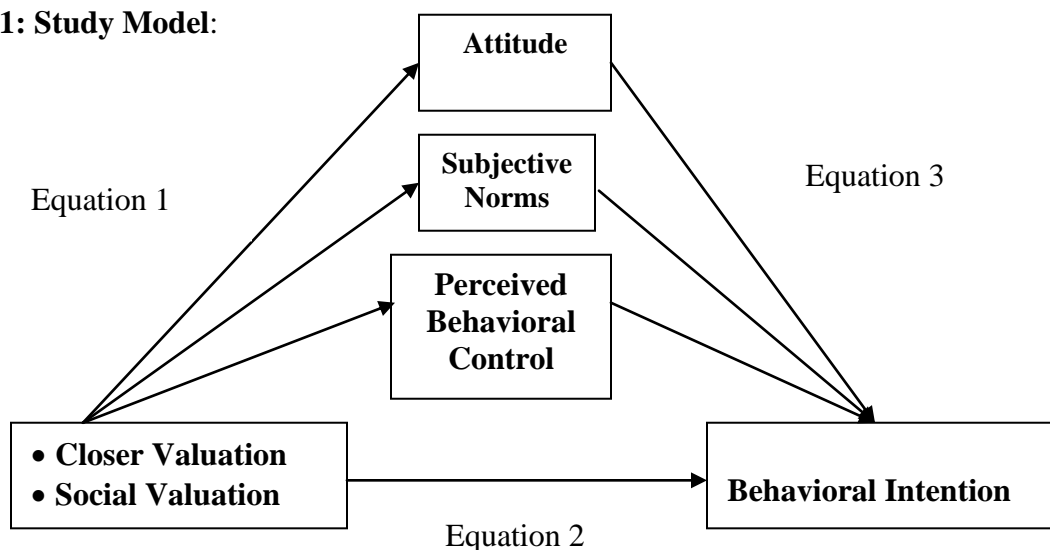 1: Study Model:
Attitude
Subjective
Norms
Equation 1
Equation 3
Perceived
Behavioral
Control
• Closer Valuation
• Social Valuation
Behavioral Intention
Equation 2